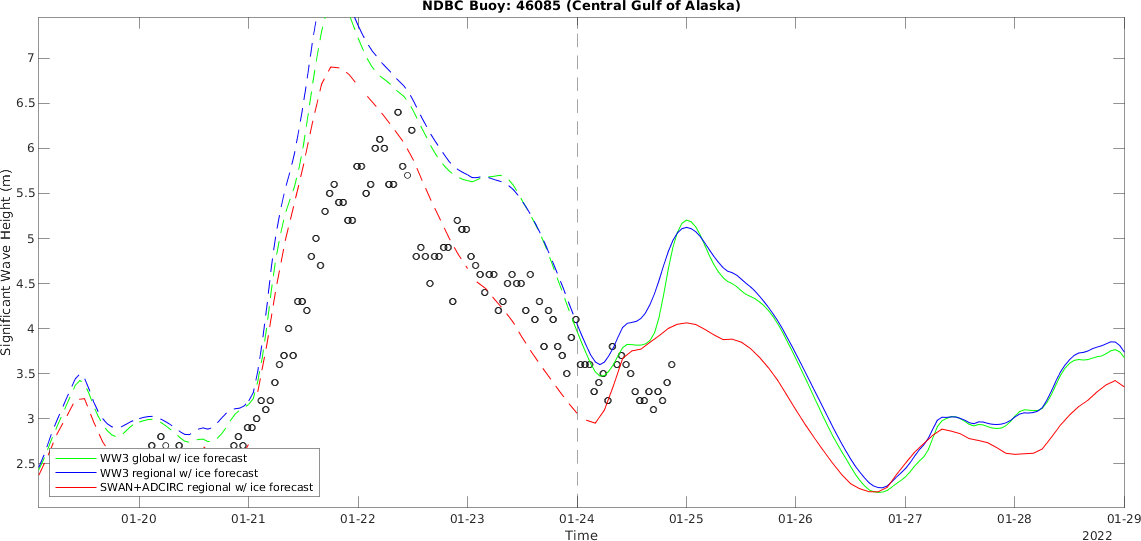 NDBC Buoy: 46085 (Central Gulf of Alaska)
7
6.5
6
5.5
5
4.5
4
3.5
3
2.5
Significant Wave Height (m)
WW3 global w/ ice forecast
WW3 regional w/ ice forecast
SWAN+ADCIRC regional w/ ice forecast
01-20 01-21 01-22 01-23 01-24 01-25 01-26 01-27 01-28 01-29
Time
2022